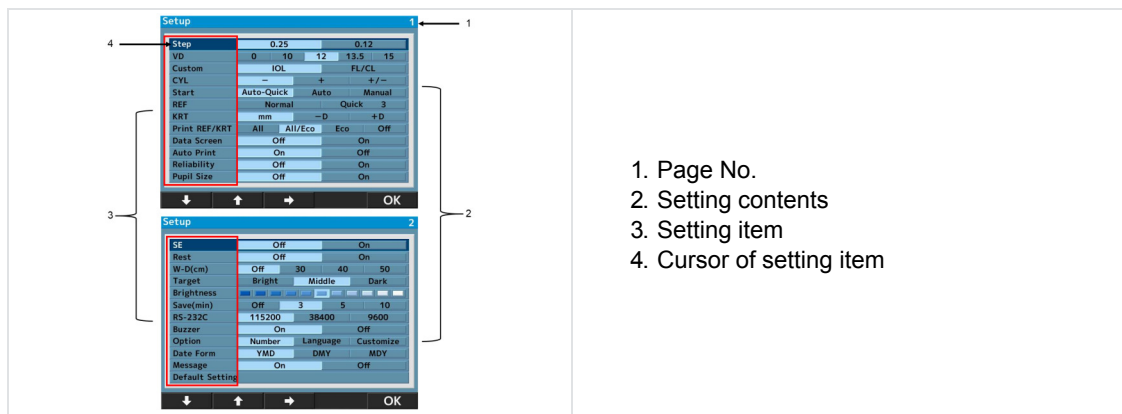 Setup 1
1
4
Step 0.25 0.12
VD 0 10 12 13.5 15
Custom IOL FL/CL
CYL − + +/−
Start Auto-Quick Auto Manual
REF Normal Quick 3
KRT mm −D +D
Print REF/KRT All All/Eco Eco Off
Data Screen Off On
Auto Print On Off
Reliability Off On
Pupil Size Off On
OK
3
2
Setup 2
SE Off On
Rest Off On
W-D(cm) Off 30 40 50
Target Bright Middle Dark
Brightness
Save(min) Off 3 5 10
RS-232C 115200 38400 9600
Buzzer On Off
Option Number Language Customize
Date Form YMD DMY MDY
Message On Off
Default Setting
OK
1. Page No.
2. Setting contents
3. Setting item
4. Cursor of setting item